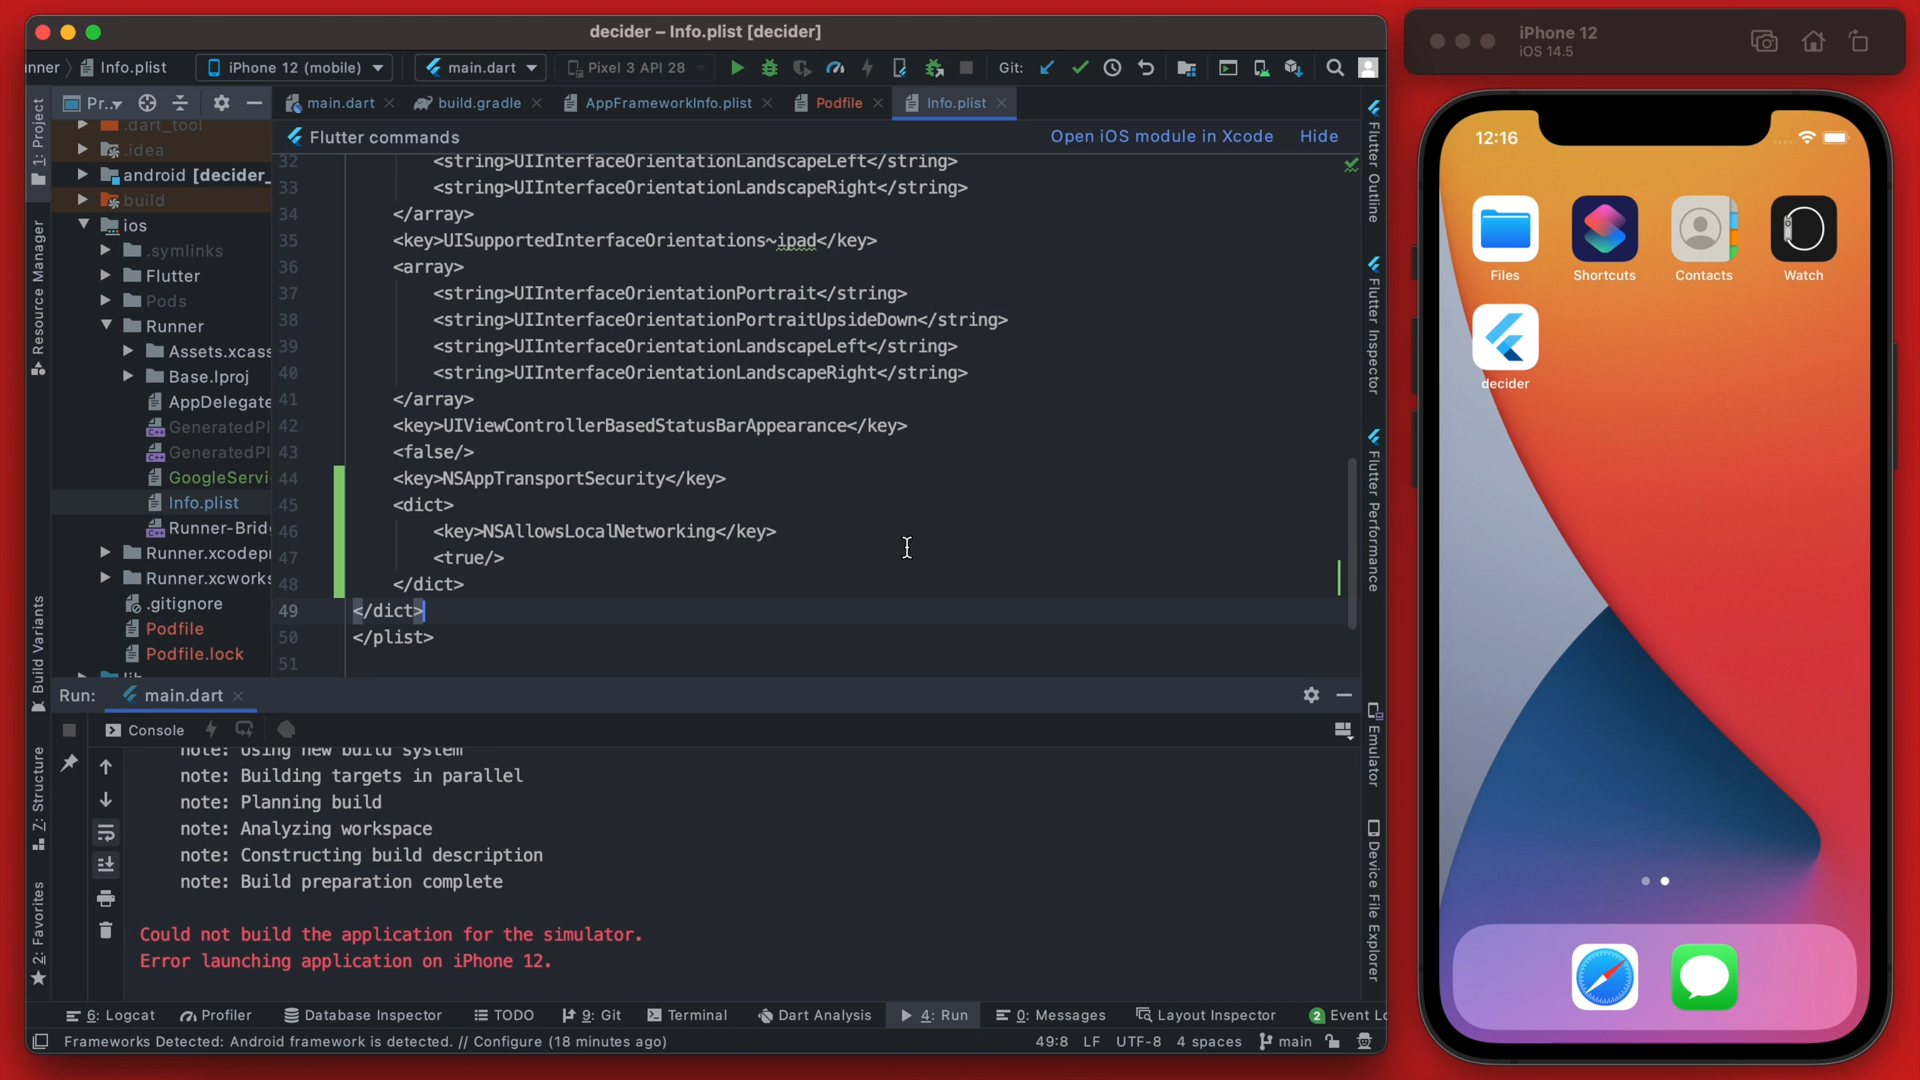 decider – Info.plist [decider]
nner
Info.plist
iPhone 12 (mobile)
main.dart
Pixel 3 API 28
Git:
1: Project
Resource Manager
Build Variants
Z: Structure
2: Favorites
Pr...
.dart_tool
.idea
android [decider_
build
ios
.symlinks
Flutter
Pods
Runner
Assets.xcass
Base.lproj
AppDelegate
GeneratedPl
GeneratedPl
GoogleServi
Info.plist
Runner-Brid
Runner.xcodepr
Runner.xcworks
.gitignore
Podfile
Podfile.lock
lib
main.dart
build.gradle
AppFrameworkInfo.plist
Podfile
Info.plist
Flutter commands
Open iOS module in Xcode
Hide
32 <string>UIInterfaceOrientationLandscapeLeft</string>
33 <string>UIInterfaceOrientationLandscapeRight</string>
34 </array>
35 <key>UISupportedInterfaceOrientations~ipad</key>
36 <array>
37 <string>UIInterfaceOrientationPortrait</string>
38 <string>UIInterfaceOrientationPortraitUpsideDown</string>
39 <string>UIInterfaceOrientationLandscapeLeft</string>
40 <string>UIInterfaceOrientationLandscapeRight</string>
41 </array>
42 <key>UIViewControllerBasedStatusBarAppearance</key>
43 <false/>
44 <key>NSAppTransportSecurity</key>
45 <dict>
46 <key>NSAllowsLocalNetworking</key>
47 <true/>
48 </dict>
49 </dict>
50 </plist>
51
Flutter Outline
Flutter Inspector
Flutter Performance
Emulator
Device File Explorer
Run:
main.dart
Console
note: Using new build system
note: Building targets in parallel
note: Planning build
note: Analyzing workspace
note: Constructing build description
note: Build preparation complete
Could not build the application for the simulator.
Error launching application on iPhone 12.
6: Logcat
Profiler
Database Inspector
TODO
9: Git
Terminal
Dart Analysis
4: Run
0: Messages
Layout Inspector
2 Event Lo
Frameworks Detected: Android framework is detected. // Configure (18 minutes ago)
49:8
LF
UTF-8
4 spaces
main
iPhone 12
iOS 14.5
12:16
Files
Shortcuts
Contacts
Watch
decider